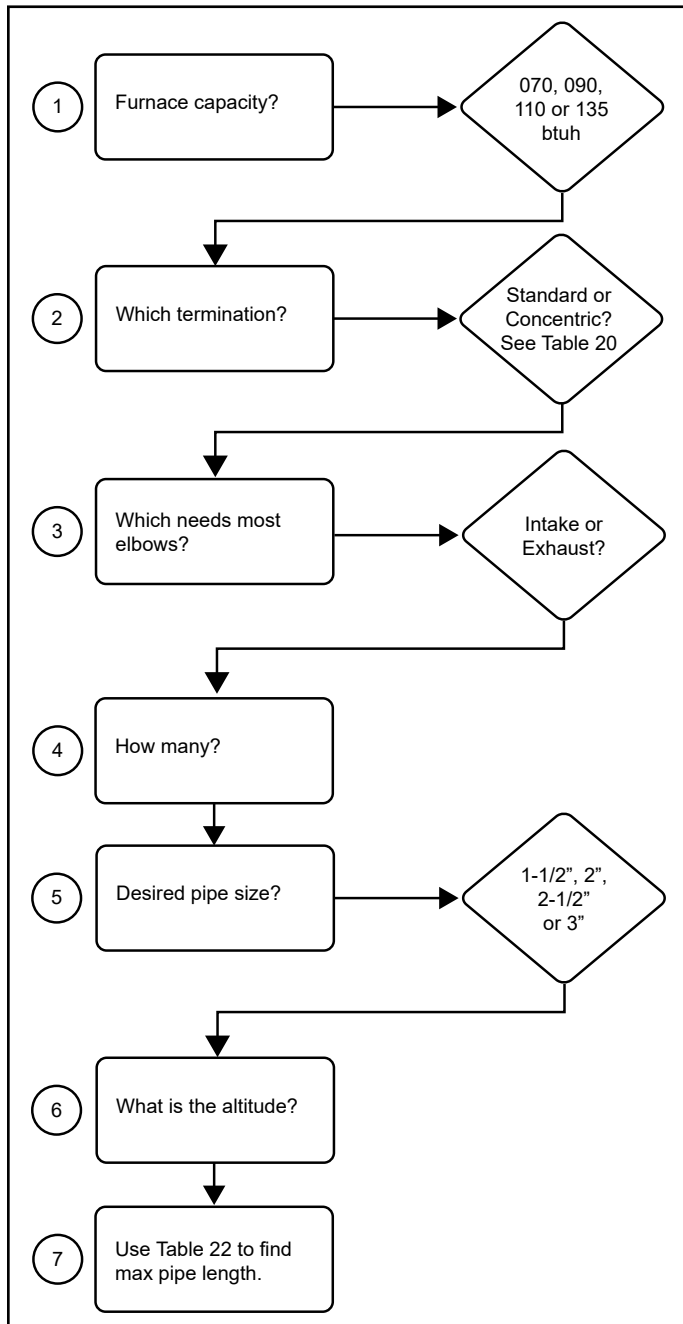 1
Furnace capacity?
070, 090,
110 or 135
btuh
2
Which termination?
Standard or
Concentric?
See Table 20
3
Which needs most
elbows?
Intake or
Exhaust?
4
How many?
5
Desired pipe size?
1-1/2”, 2”,
2-1/2”
or 3”
6
What is the altitude?
7
Use Table 22 to find
max pipe length.